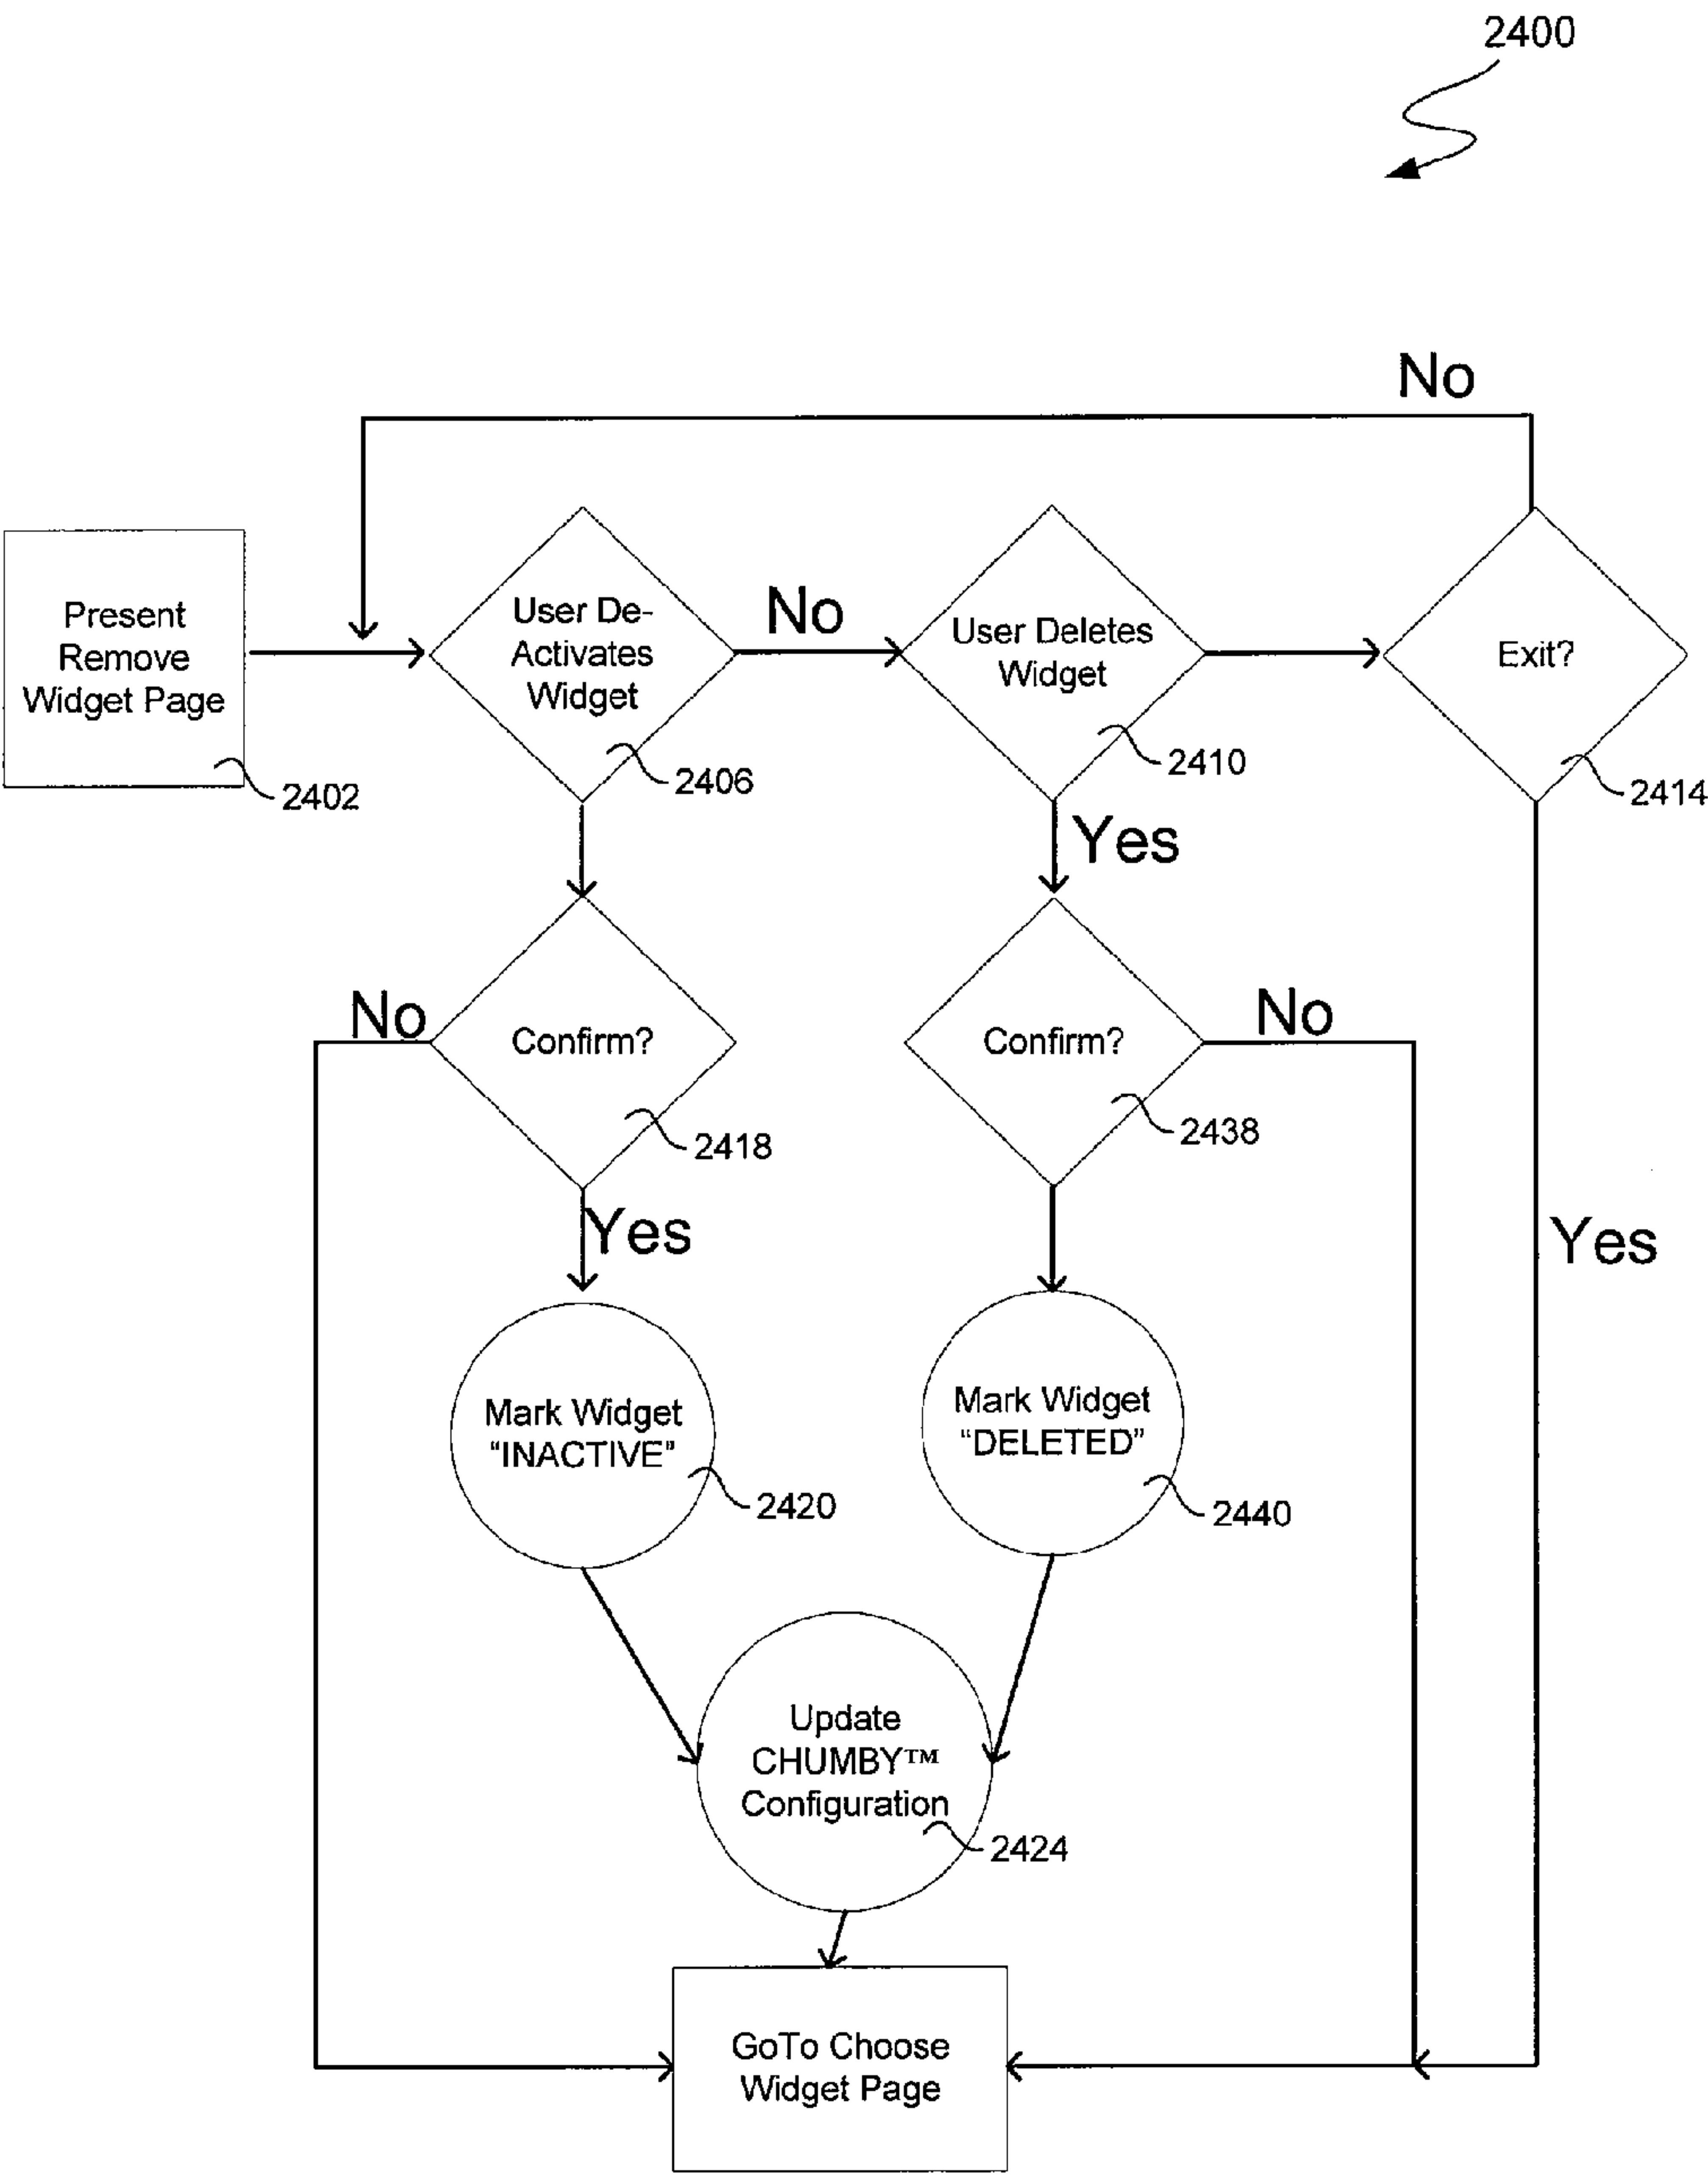 2400
No
Present
Remove
Widget Page
2402
User De-
Activates
Widget
2406
No
User Deletes
Widget
2410
Exit?
2414
Yes
No
Confirm?
2418
Confirm?
2438
No
Yes
Yes
Mark Widget
“INACTIVE”
2420
Mark Widget
“DELETED”
2440
Update
CHUMBY™
Configuration
2424
GoTo Choose
Widget Page